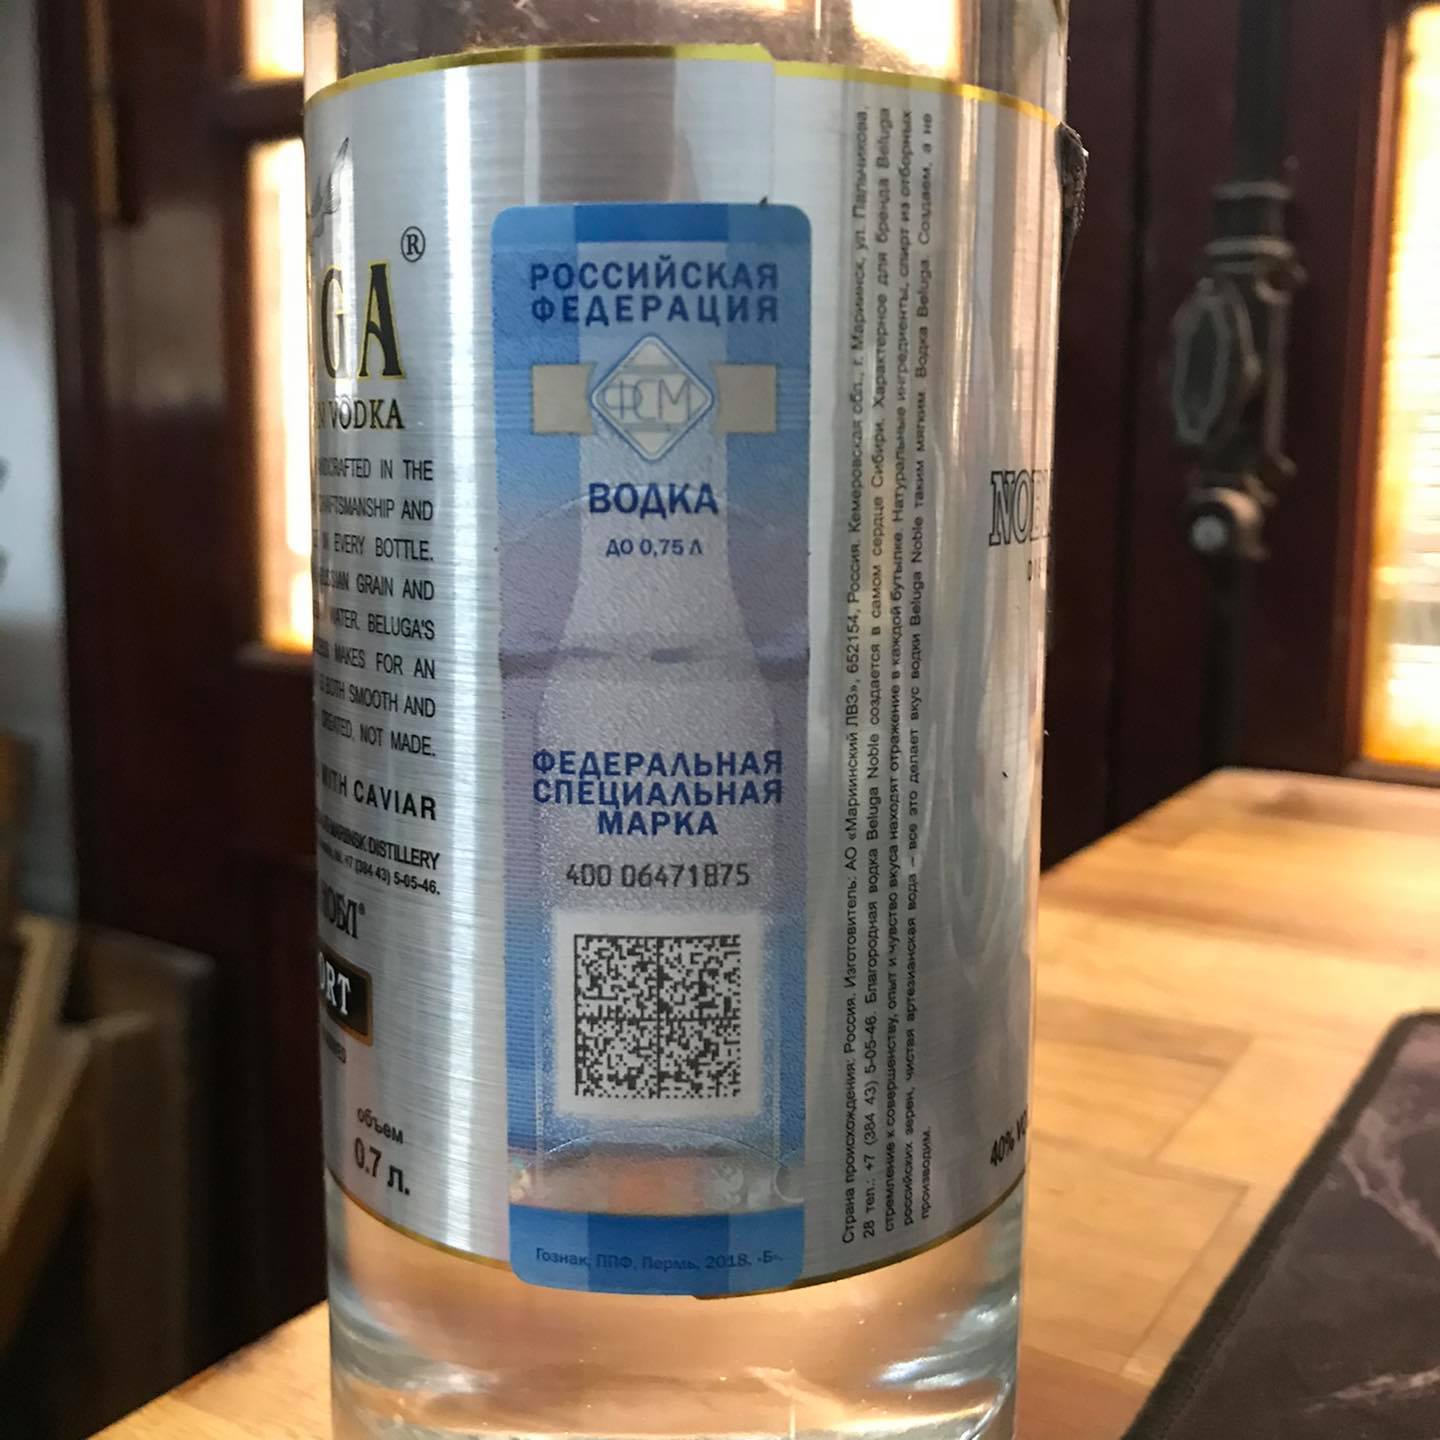 GA®
VODKA
IN THE
AND
EVERY BOTTLE.
GRAIN AND
WATER. BELUGA'S
MAKES FOR AN
BOTH SMOOTH AND
CREATED, NOT MADE.
WITH CAVIAR
MARIINSK DISTILLERY
+7 (384 43) 5-05-46.
объем
0.7 л.
РОССИЙСКАЯ
ФЕДЕРАЦИЯ
ФСМ
ВОДКА
ДО 0,75 Л
ФЕДЕРАЛЬНАЯ
СПЕЦИАЛЬНАЯ
МАРКА
400 06471875
Гознак, ППФ, Пермь, 2018. «Б».
Страна происхождения: Россия. Изготовитель: АО «Мариинский ЛВЗ», 652154, Россия, Кемеровская обл., г. Мариинск, ул. Пальчикова,
28 тел.: +7 (384 43) 5-05-46. Благородная водка Beluga Noble создается в самом сердце Сибири. Характерное для бренда Beluga
стремление к совершенству, опыт и чувство вкуса находят отражение в каждой бутылке. Натуральные ингредиенты, спирт из отборных
российских зерен, чистая артезианская вода – все это делает вкус водки Beluga Noble таким мягким. Водка Beluga. Создаем, а не
производим.
40%